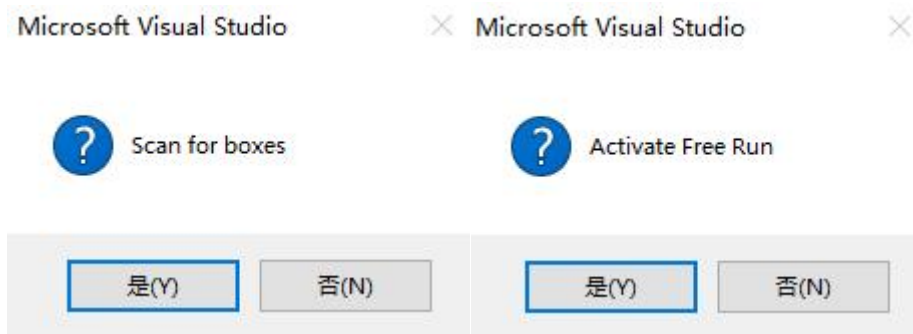 Microsoft Visual Studio
Scan for boxes
是(Y)
否(N)
Microsoft Visual Studio
Activate Free Run
是(Y)
否(N)